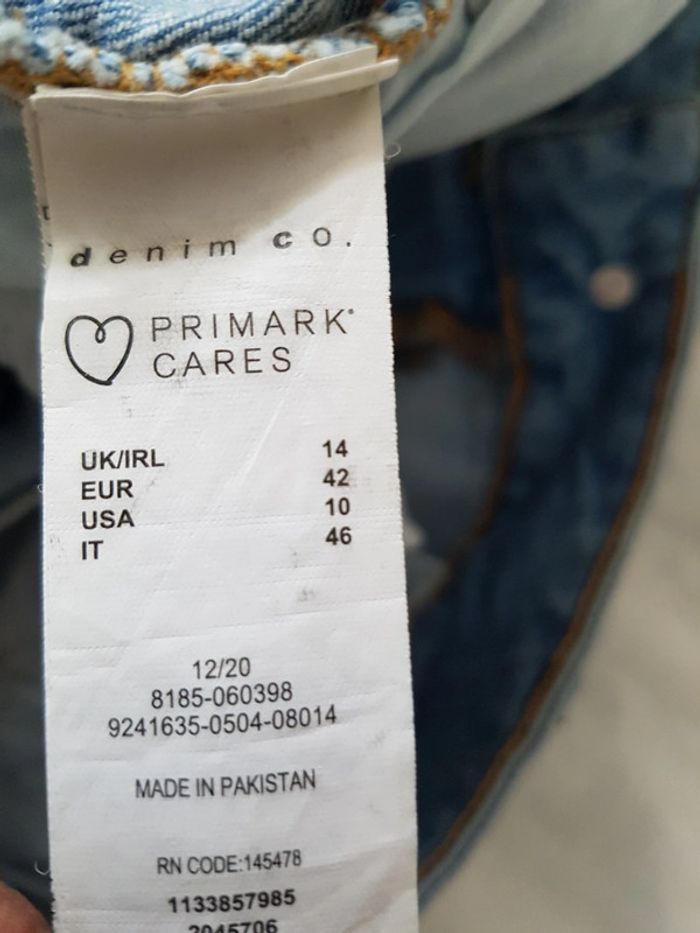 denim co.
PRIMARK®
CARES
UK/IRL 14
EUR 42
USA 10
IT 46
12/20
8185-060398
9241635-0504-08014
MADE IN PAKISTAN
RN CODE:145478
1133857985
2045706